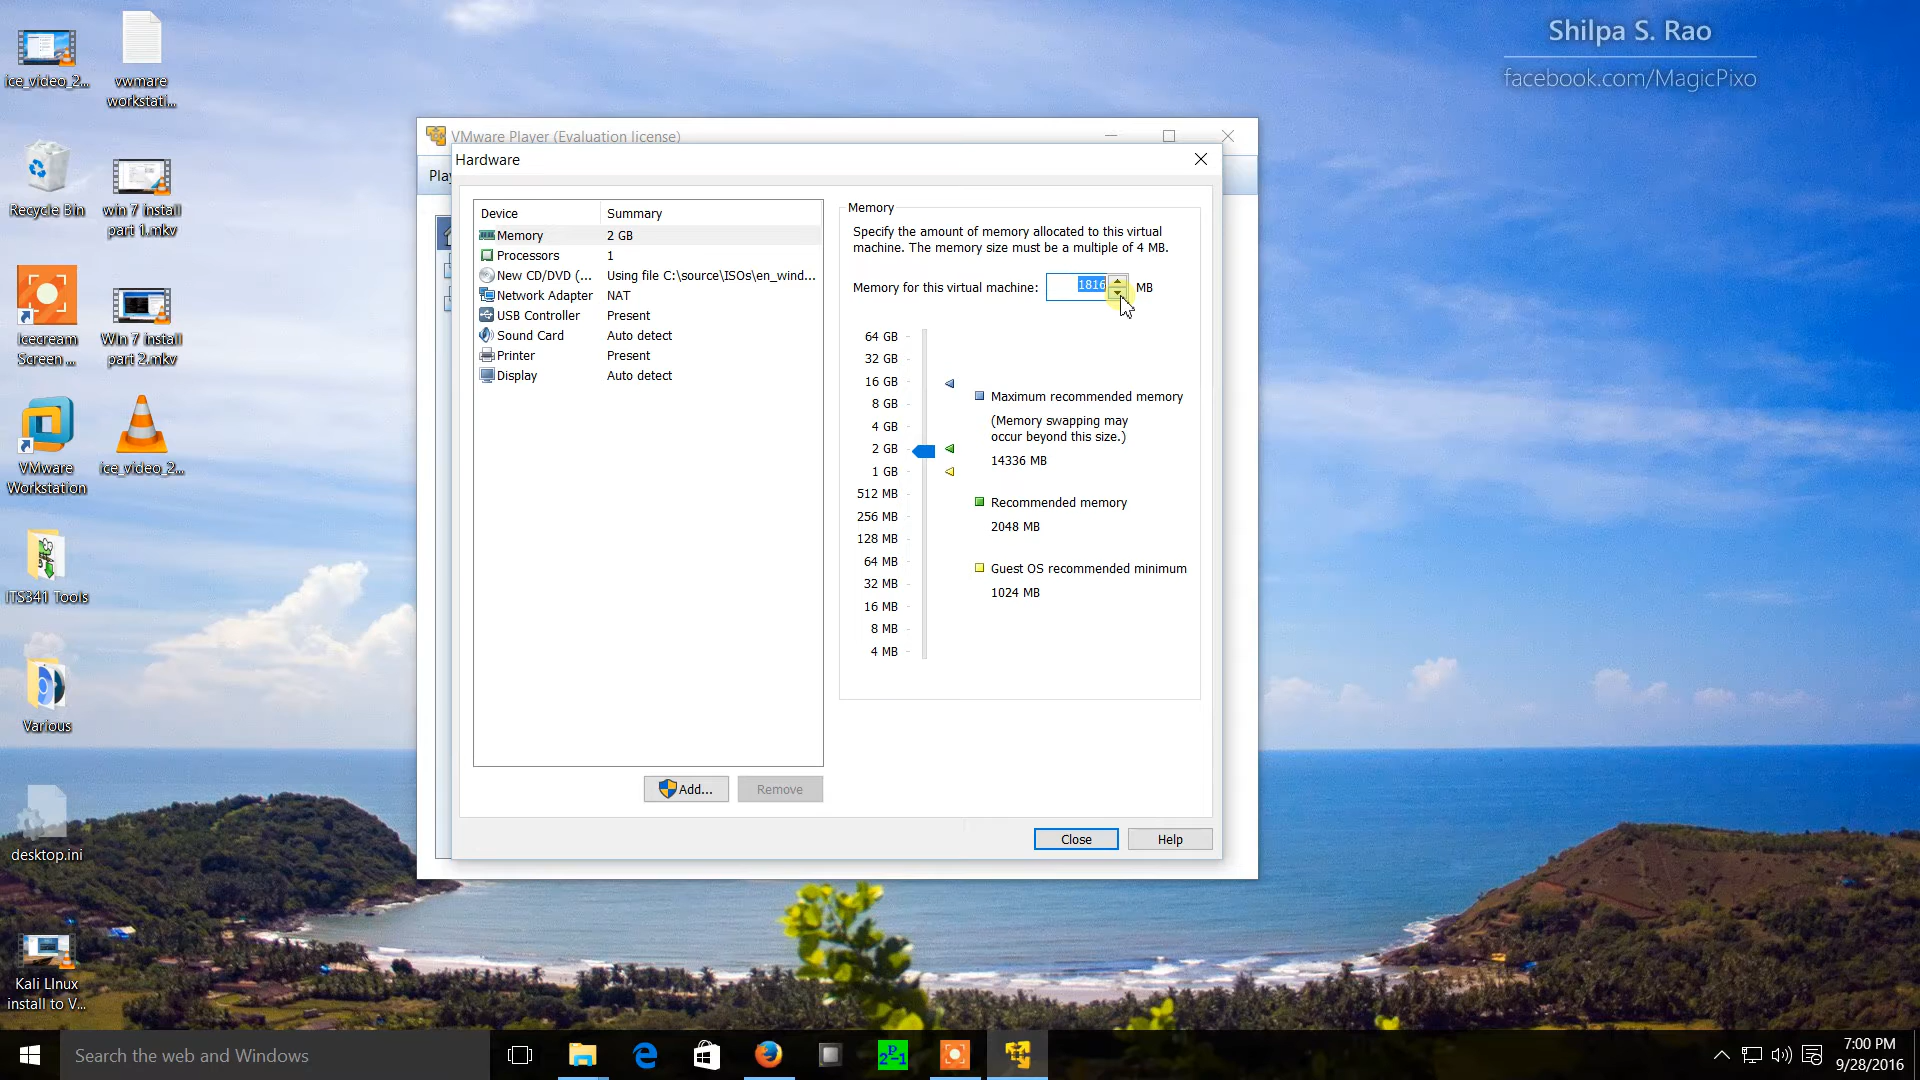 Shilpa S. Rao
facebook.com/MagicPixo
ice_video_2...
vwmare
workstati...
Recycle Bin
win 7 install
part 1.mkv
Icecream
Screen ...
WIn 7 install
part 2.mkv
VMware
Workstation
ice_video_2...
ITS341 Tools
Various
desktop.ini
Kali LInux
install to V...
VMware Player (Evaluation license)
Hardware
Device
Summary
Memory
2 GB
Processors
1
New CD/DVD (...
Using file C:\source\ISOs\en_wind...
Network Adapter
NAT
USB Controller
Present
Sound Card
Auto detect
Printer
Present
Display
Auto detect
Add...
Remove
Memory
Specify the amount of memory allocated to this virtual
machine. The memory size must be a multiple of 4 MB.
Memory for this virtual machine:
1816
MB
64 GB
32 GB
16 GB
8 GB
4 GB
2 GB
1 GB
512 MB
256 MB
128 MB
64 MB
32 MB
16 MB
8 MB
4 MB
Maximum recommended memory
(Memory swapping may
occur beyond this size.)
14336 MB
Recommended memory
2048 MB
Guest OS recommended minimum
1024 MB
Close
Help
Search the web and Windows
2P-1
7:00 PM
9/28/2016